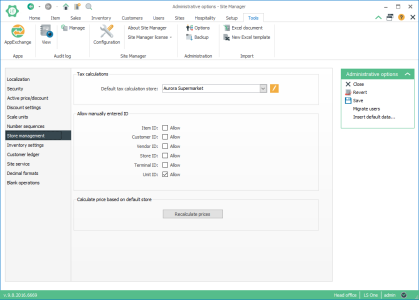 Administrative options - Site Manager
Home Item Sales Inventory Customers Users Sites Hospitality Setup Tools
AppExchange
View
Manage
Configuration
About Site Manager
Site Manager license
Options
Backup
Excel document
New Excel template
Apps Audit log Site Manager Administration Import
Localization
Security
Active price/discount
Discount settings
Scale units
Number sequences
Store management
Inventory settings
Customer ledger
Site service
Decimal formats
Blank operations
Tax calculations
Default tax calculation store: Aurora Supermarket
Allow manually entered ID
Item ID: Allow
Customer ID: Allow
Vendor ID: Allow
Store ID: Allow
Terminal ID: Allow
Unit ID: Allow
Calculate price based on default store
Recalculate prices
Administrative options
Close
Revert
Save
Migrate users
Insert default data...
Head office LS One admin